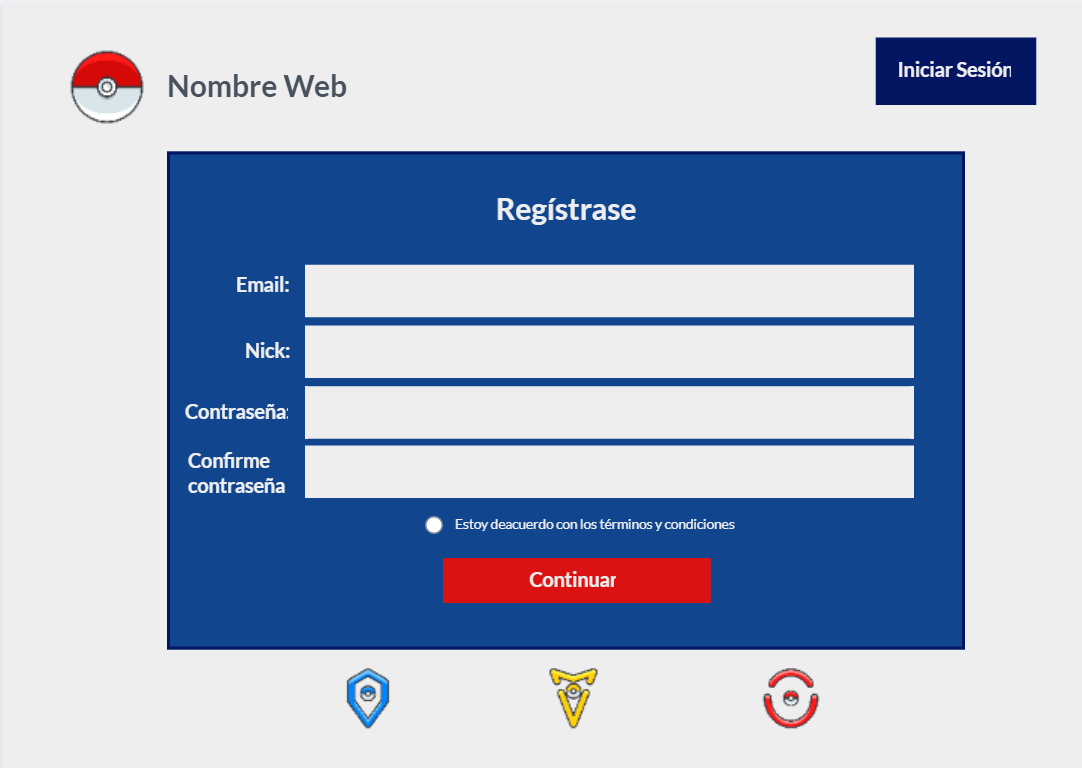 Nombre Web
Iniciar Sesión
Regístrase
Email:
Nick:
Contraseña:
Confirme
contraseña
Estoy deacuerdo con los términos y condiciones
Continuar